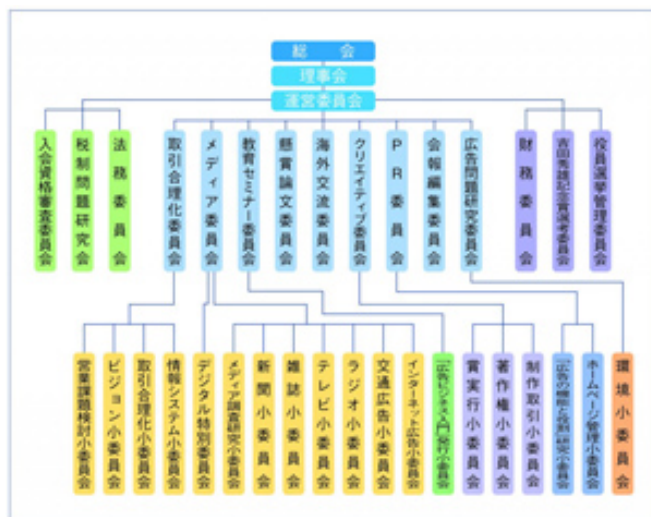 総会
理事会
運営委員会
入会資格審査委員会
税制問題研究会
法務委員会
取引合理化委員会
メディア委員会
教育セミナー委員会
懸賞論文委員会
海外交流委員会
クリエイティブ委員会
PR委員会
会報編集委員会
広告問題研究委員会
財務委員会
吉田秀雄記念賞選考委員会
役員選挙管理委員会
営業課題検討小委員会
ビジョン小委員会
取引合理化小委員会
情報システム小委員会
デジタル特別委員会
メディア調査研究小委員会
新聞小委員会
雑誌小委員会
テレビ小委員会
ラジオ小委員会
交通広告小委員会
インターネット広告小委員会
「広告ビジネス入門」発行小委員会
賞実行小委員会
著作権小委員会
制作取引小委員会
「広告の機能と役割」研究小委員会
ホームページ管理小委員会
環境小委員会